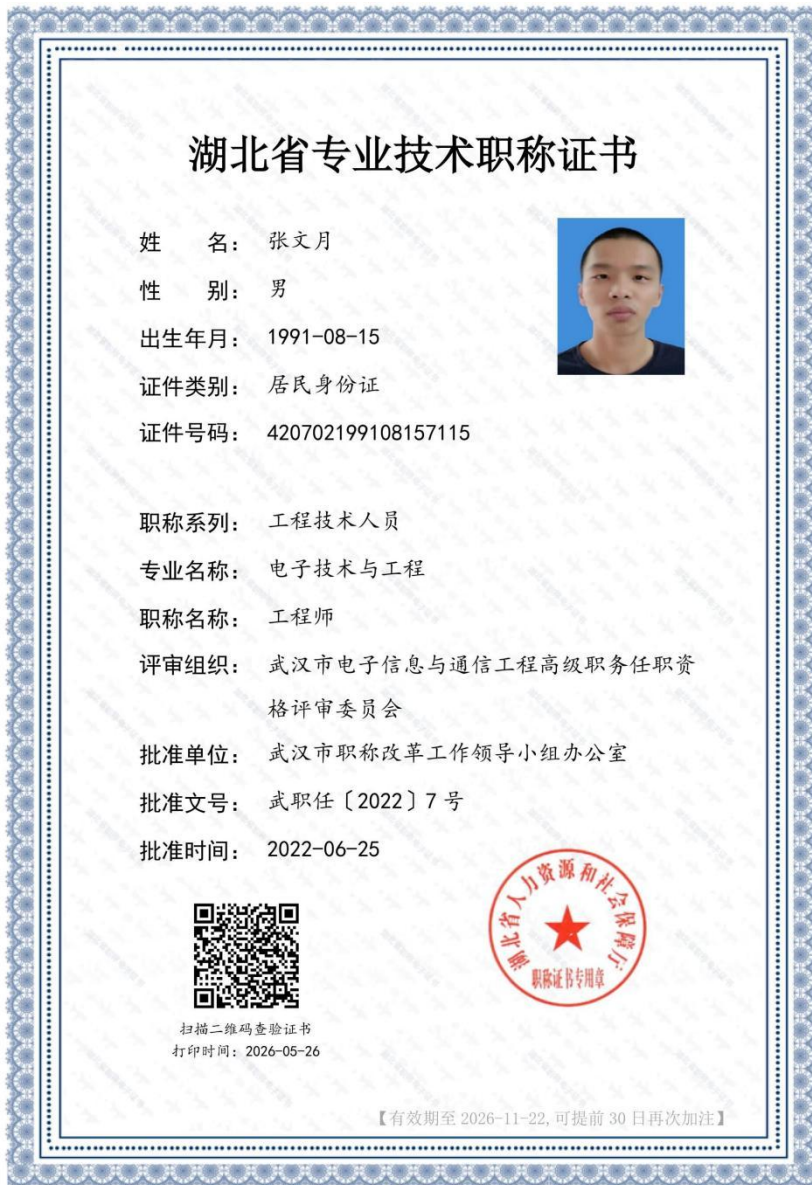 湖北省专业技术职称证书
姓 名： 张文月
性 别： 男
出生年月： 1991-08-15
证件类别： 居民身份证
证件号码： 420702199108157115
职称系列： 工程技术人员
专业名称： 电子技术与工程
职称名称： 工程师
评审组织： 武汉市电子信息与通信工程高级职务任职资
格评审委员会
批准单位： 武汉市职称改革工作领导小组办公室
批准文号： 武职任〔2022〕7 号
批准时间： 2022-06-25
湖北省人力资源和社会保障厅
职称证书专用章
扫描二维码查验证书
打印时间：2026-05-26
【有效期至 2026-11-22,可提前 30 日再次加注】